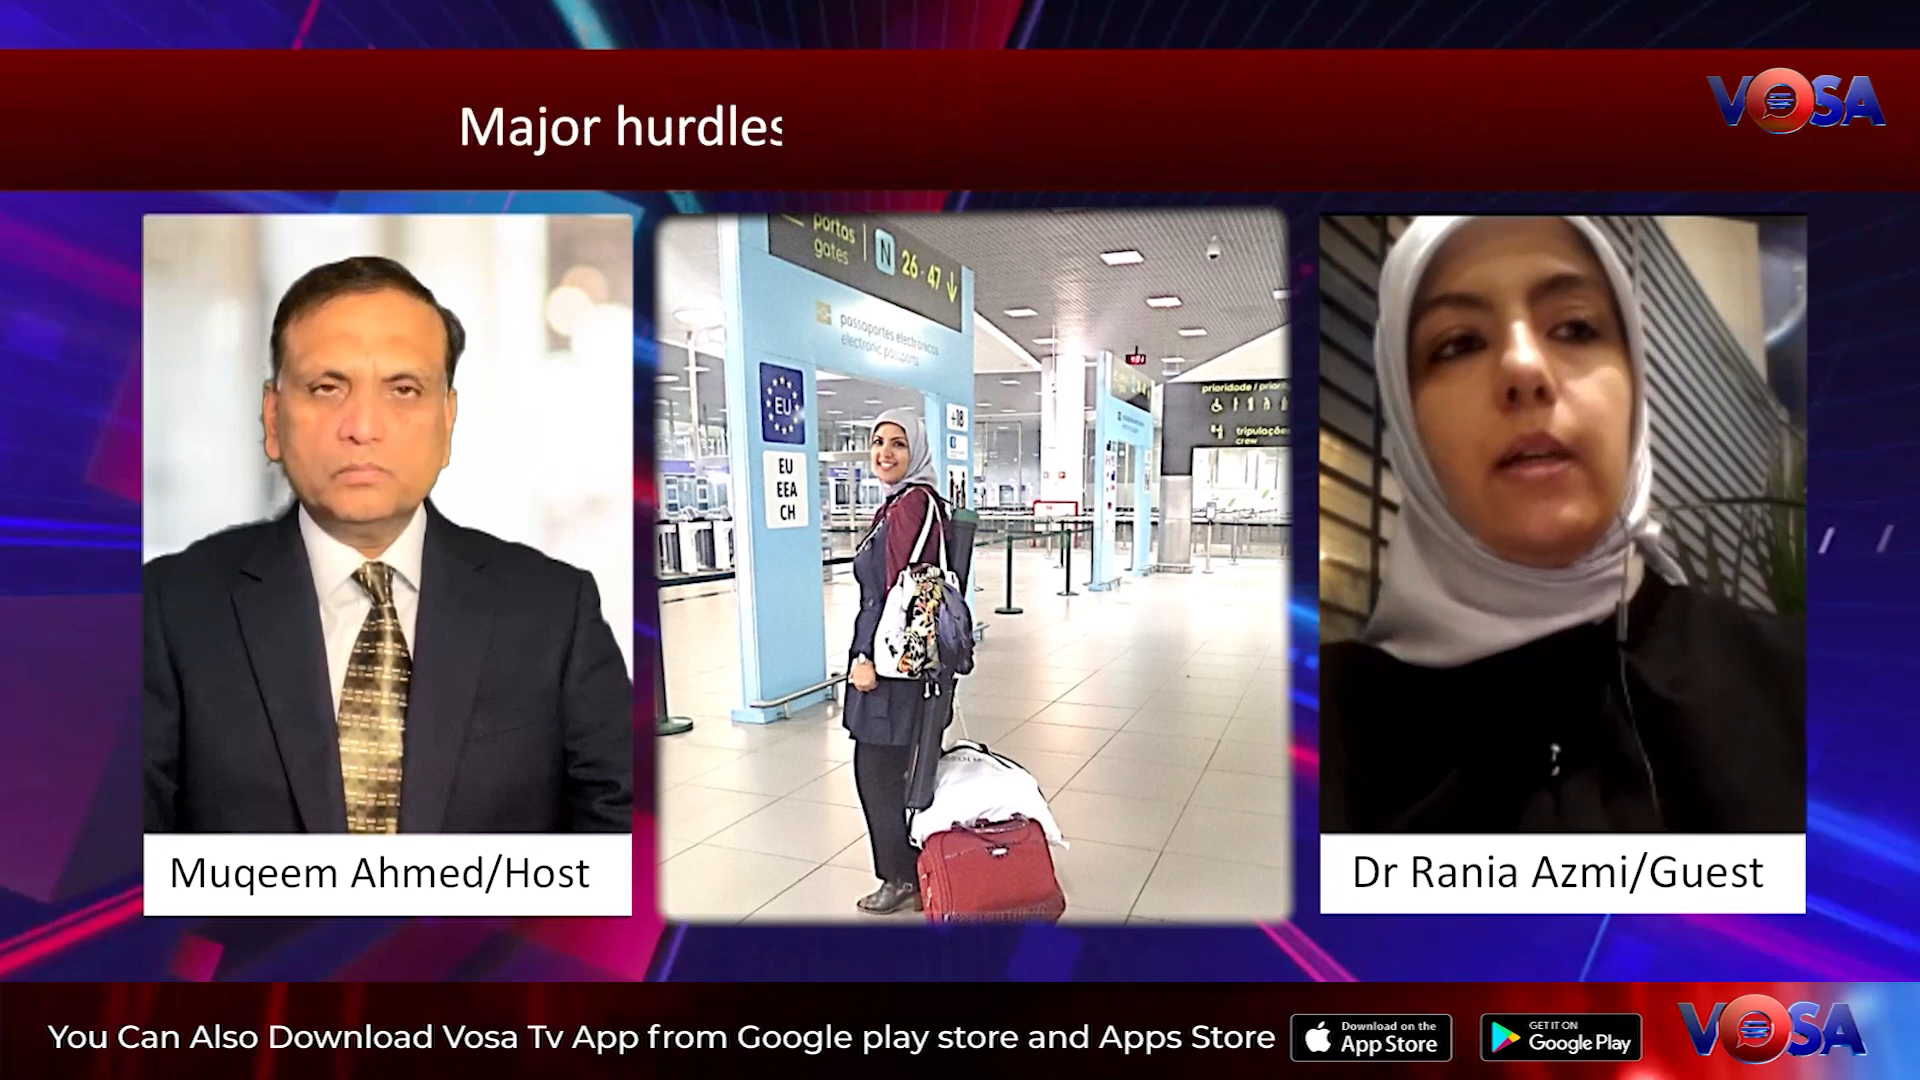 Major hurdles
VOSA
portas
gates
N
26-47
passaportes electrónicos
electronic passports
EU
EU
EEA
CH
+18
prioridade /
tripulações
crew
Muqeem Ahmed/Host
Dr Rania Azmi/Guest
You Can Also Download Vosa Tv App from Google play store and Apps Store
Download on the
App Store
GET IT ON
Google Play
VOSA